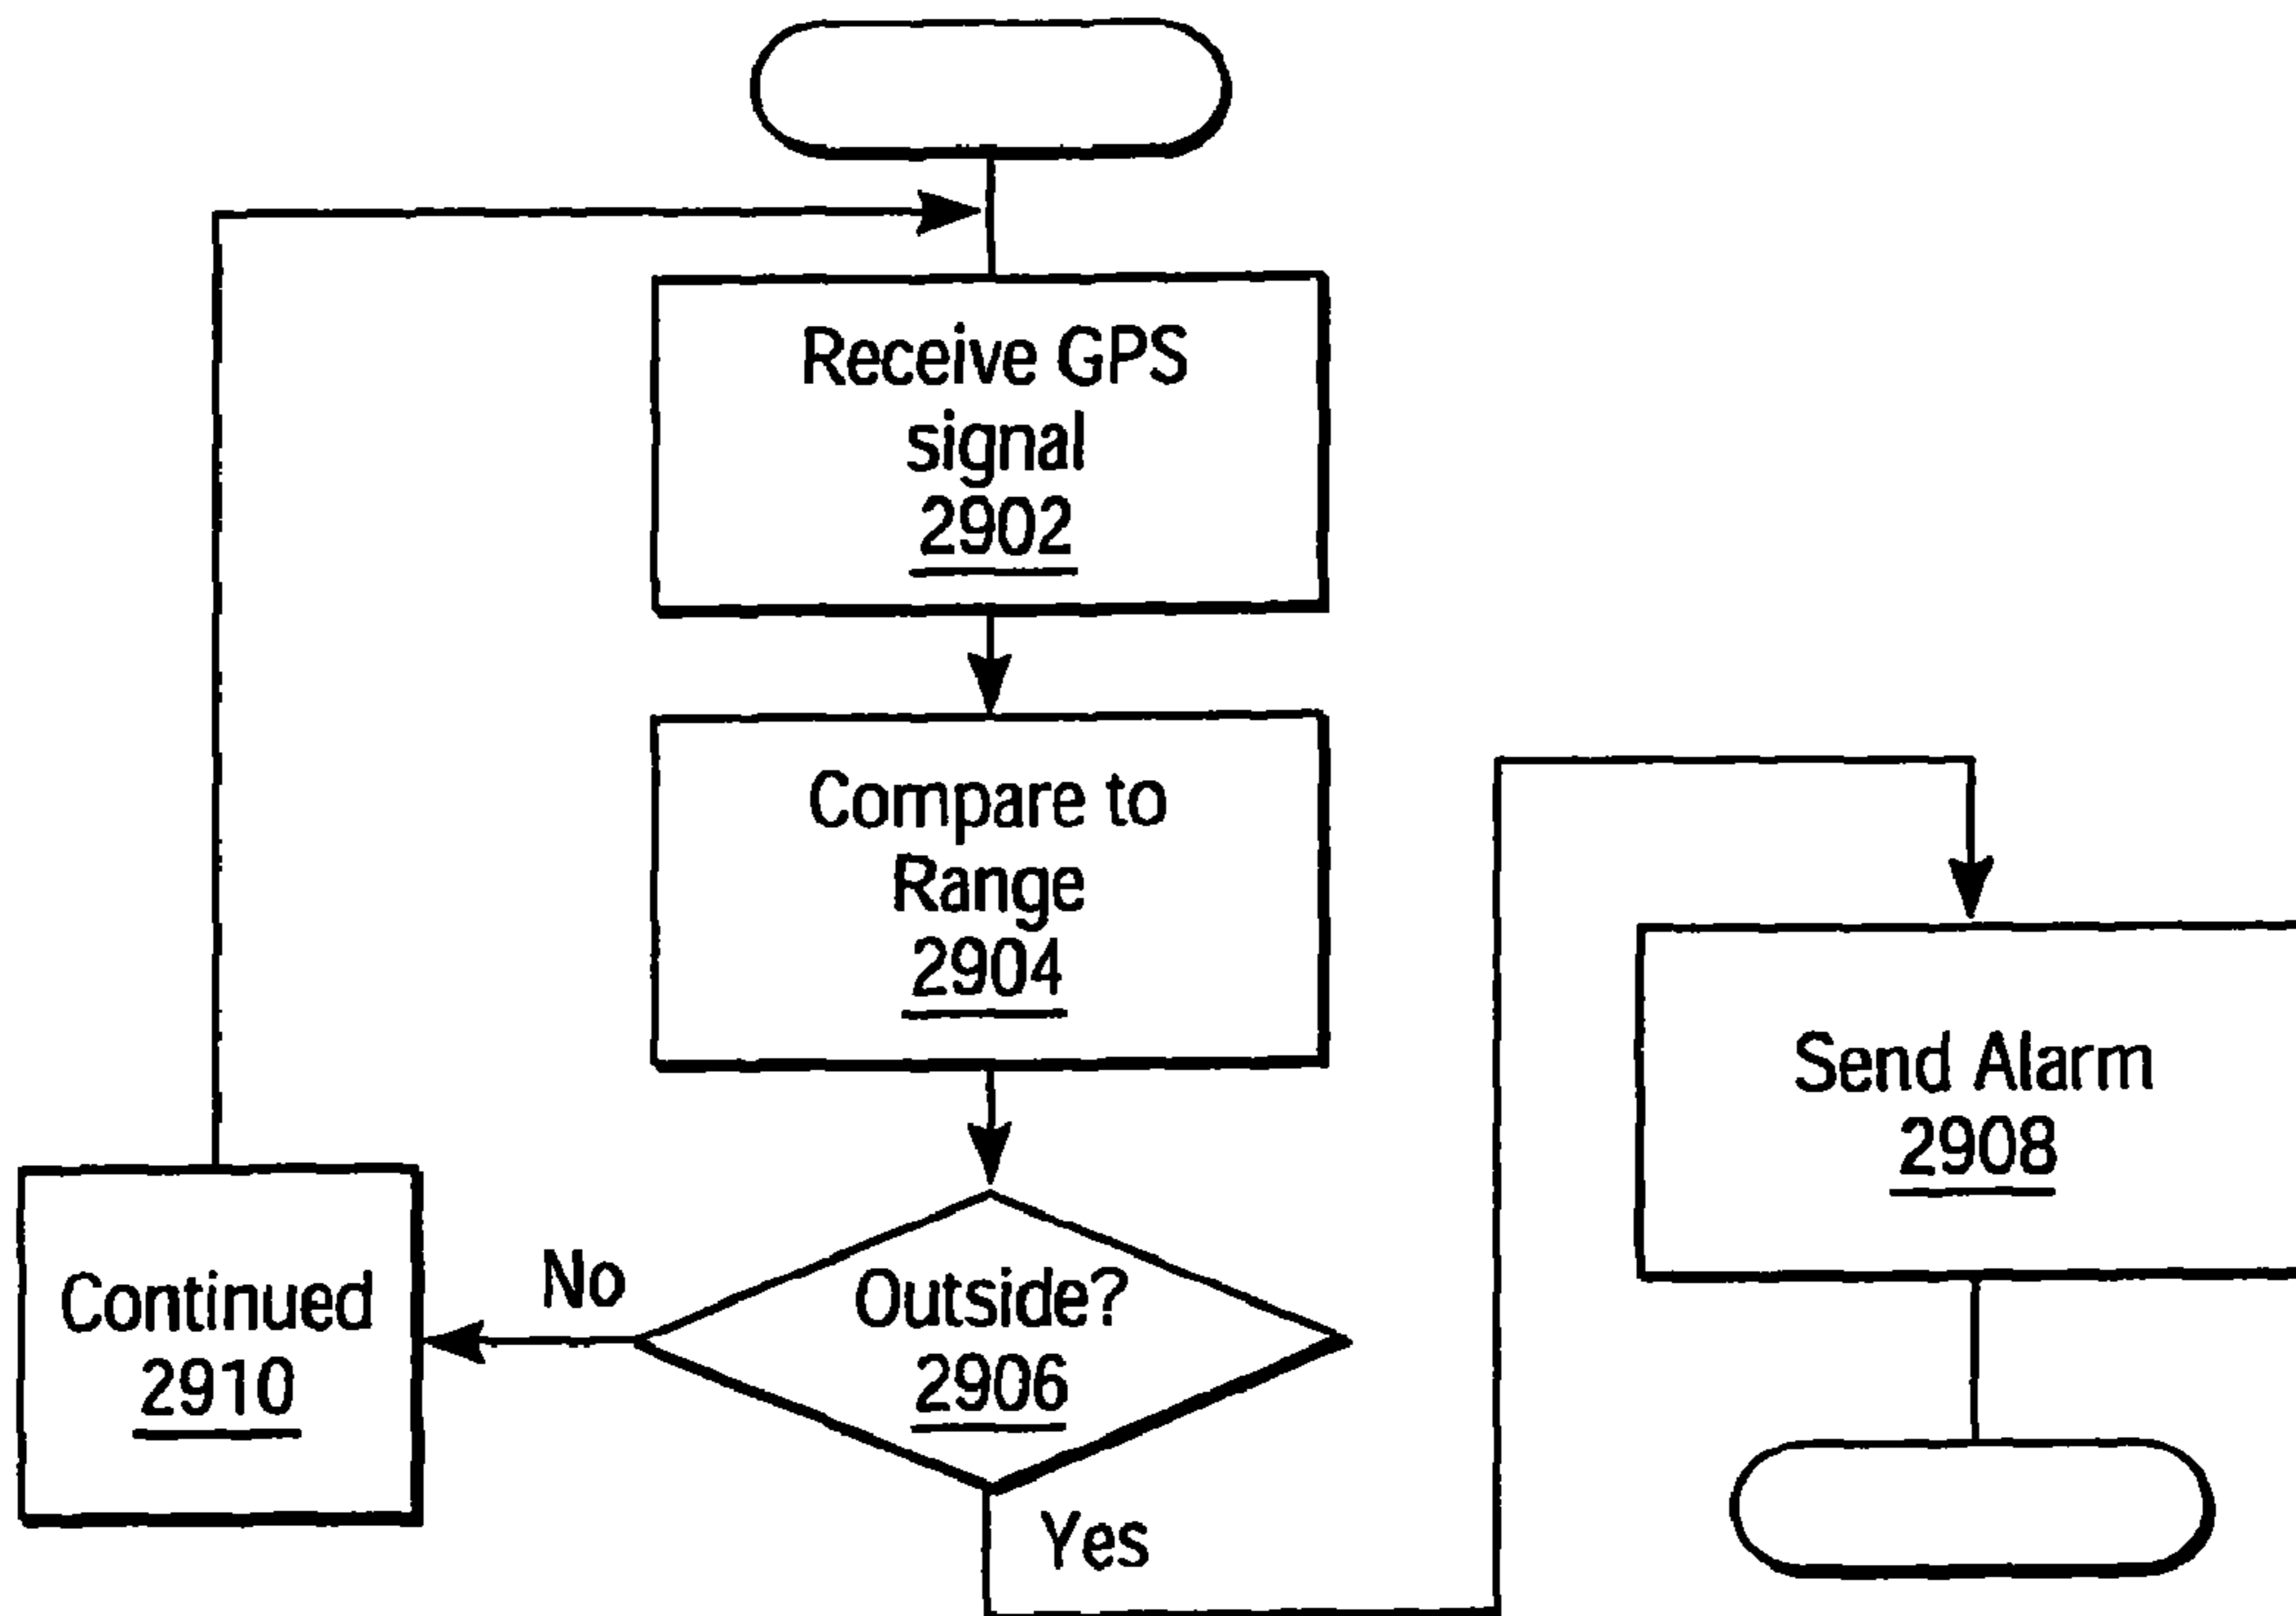 Receive GPS
signal
2902
Compare to
Range
2904
Outside?
2906
No
Continued
2910
Yes
Send Alarm
2908